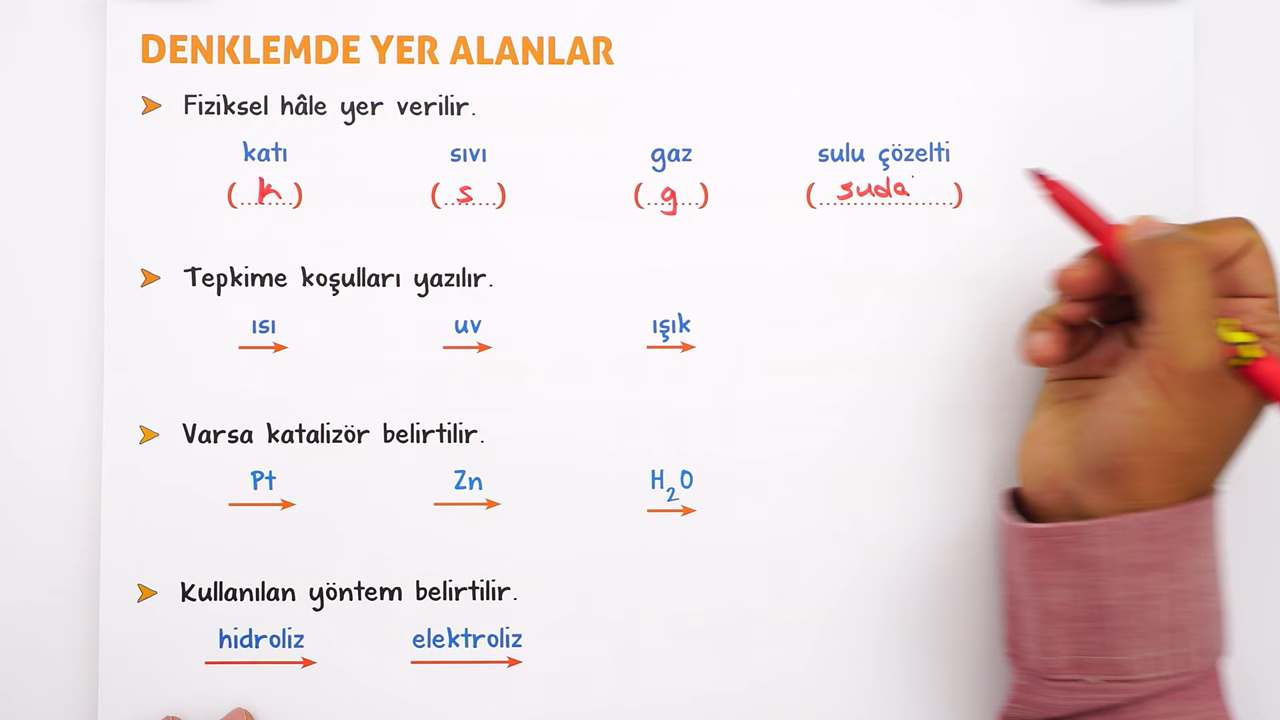 DENKLEMDE YER ALANLAR
➤ Fiziksel hâle yer verilir.
katı sıvı gaz sulu çözelti
(k) (s) (g) (suda)
➤ Tepkime koşulları yazılır.
ısı uv ışık
➤ Varsa katalizör belirtilir.
Pt Zn H₂O
➤ Kullanılan yöntem belirtilir.
hidroliz elektroliz